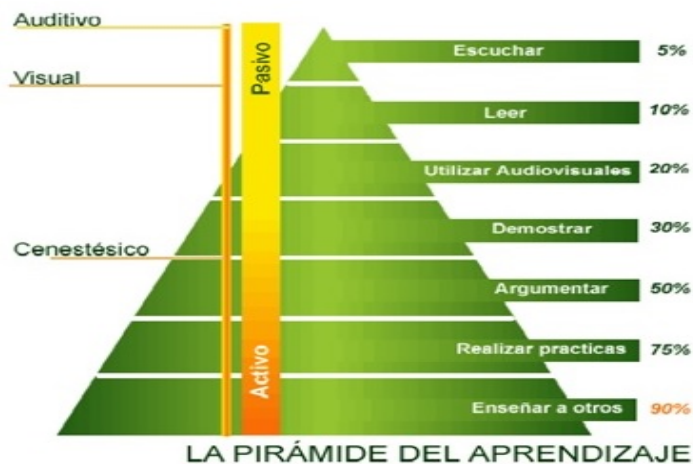 Auditivo
Visual
Cenestésico
Pasivo
Activo
Escuchar 5%
Leer 10%
Utilizar Audiovisuales 20%
Demostrar 30%
Argumentar 50%
Realizar practicas 75%
Enseñar a otros 90%
LA PIRÁMIDE DEL APRENDIZAJE